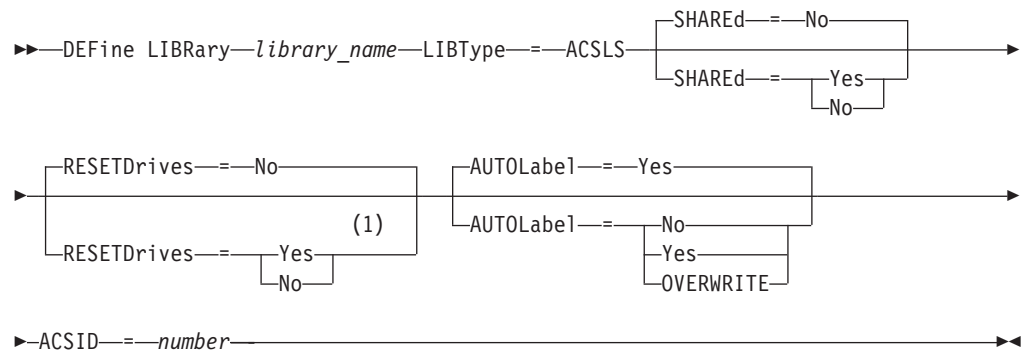 SHAREd = No
DEFine LIBRary library_name LIBType = ACSLS
SHAREd = Yes
No
RESETDrives = No AUTOLabel = Yes
(1) AUTOLabel = No
RESETDrives = Yes Yes
No OVERWRITE
ACSID = number